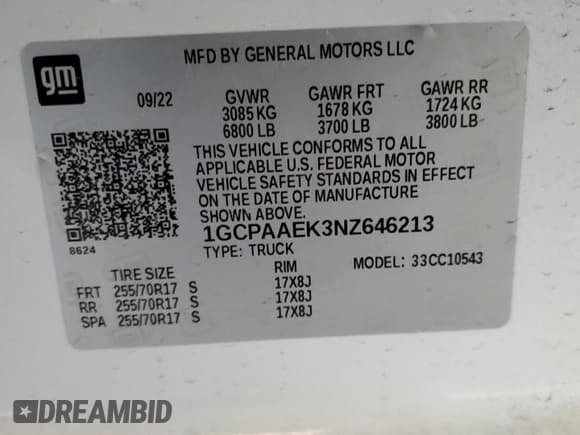 gm
MFD BY GENERAL MOTORS LLC
09/22
GVWR GAWR FRT GAWR RR
3085 KG 1678 KG 1724 KG
6800 LB 3700 LB 3800 LB
THIS VEHICLE CONFORMS TO ALL
APPLICABLE U.S. FEDERAL MOTOR
VEHICLE SAFETY STANDARDS IN EFFECT
ON THE DATE OF MANUFACTURE
SHOWN ABOVE.
1GCPAAEK3NZ646213
8624
TYPE: TRUCK MODEL: 33CC10543
TIRE SIZE RIM
FRT 255/70R17 S 17X8J
RR 255/70R17 S 17X8J
SPA 255/70R17 S 17X8J
DREAMBID